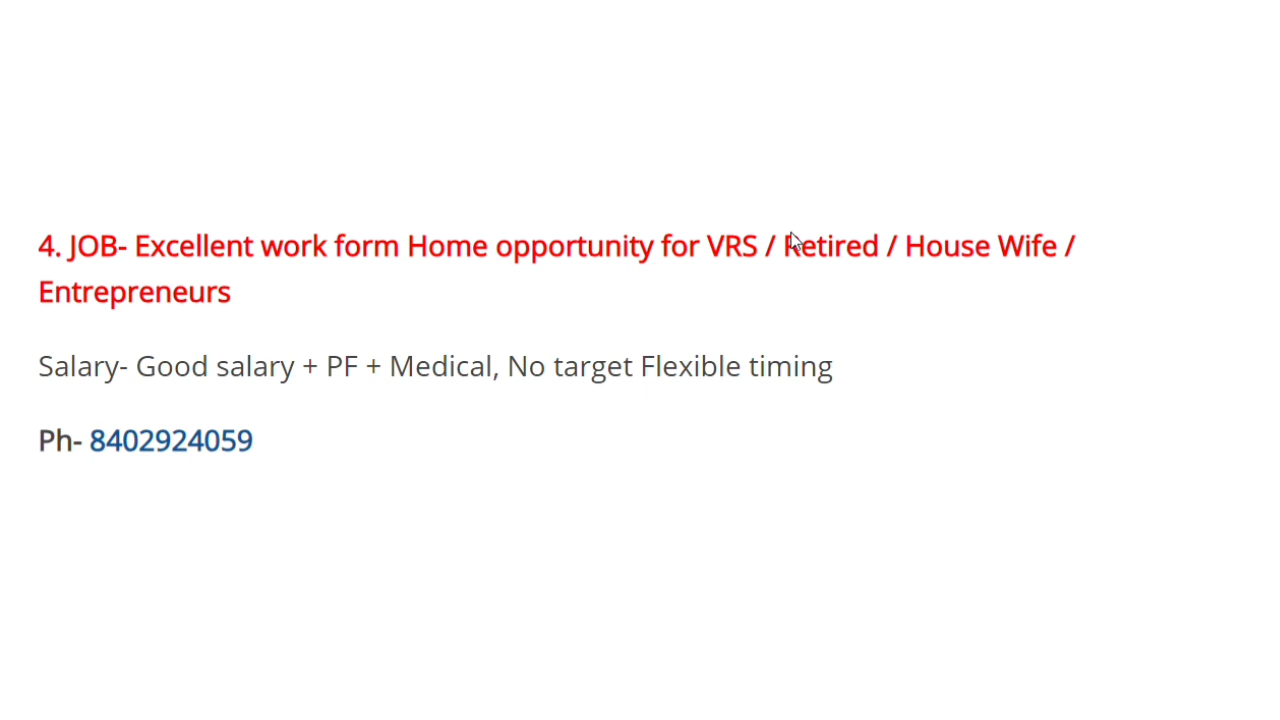 4. JOB- Excellent work form Home opportunity for VRS / Retired / House Wife /
Entrepreneurs
Salary- Good salary + PF + Medical, No target Flexible timing
Ph- 8402924059